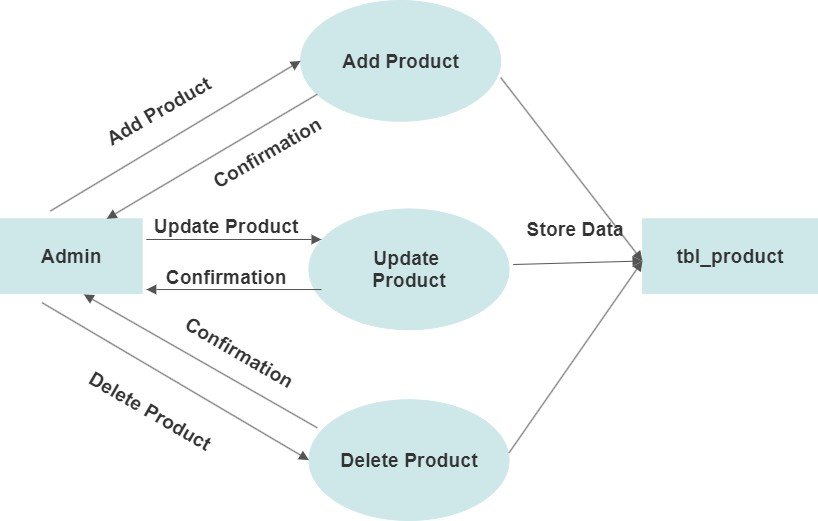 Add Product
Add Product
Confirmation
Update Product
Store Data
Admin
Update
Product
tbl_product
Confirmation
Confirmation
Delete Product
Delete Product